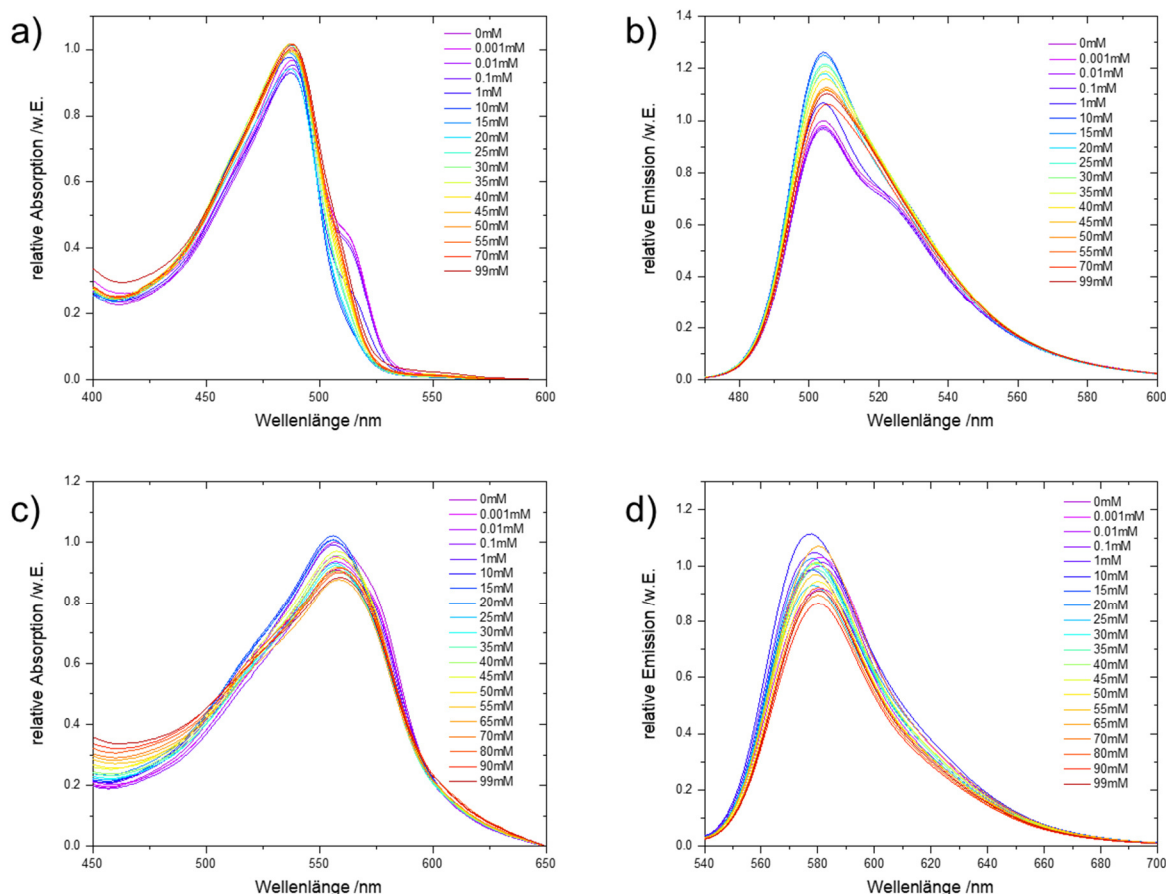 a)
relative Absorption /w.E.
1.0
0.8
0.6
0.4
0.2
0.0
400
450
500
550
600
Wellenlänge /nm
0mM
0.001mM
0.01mM
0.1mM
1mM
10mM
15mM
20mM
25mM
30mM
35mM
40mM
45mM
50mM
55mM
70mM
99mM
b)
relative Emission /w.E.
1.4
1.2
1.0
0.8
0.6
0.4
0.2
0.0
480
500
520
540
560
580
600
Wellenlänge /nm
0mM
0.001mM
0.01mM
0.1mM
1mM
10mM
15mM
20mM
25mM
30mM
35mM
40mM
45mM
50mM
55mM
70mM
99mM
c)
relative Absorption /w.E.
1.2
1.0
0.8
0.6
0.4
0.2
0.0
450
500
550
600
650
Wellenlänge /nm
0mM
0.001mM
0.01mM
0.1mM
1mM
10mM
15mM
20mM
25mM
30mM
35mM
40mM
45mM
50mM
55mM
65mM
70mM
80mM
90mM
99mM
d)
relative Emission /w.E.
1.2
1.0
0.8
0.6
0.4
0.2
0.0
540
560
580
600
620
640
660
680
700
Wellenlänge /nm
0mM
0.001mM
0.01mM
0.1mM
1mM
10mM
15mM
20mM
25mM
30mM
35mM
40mM
45mM
50mM
55mM
65mM
70mM
80mM
90mM
99mM